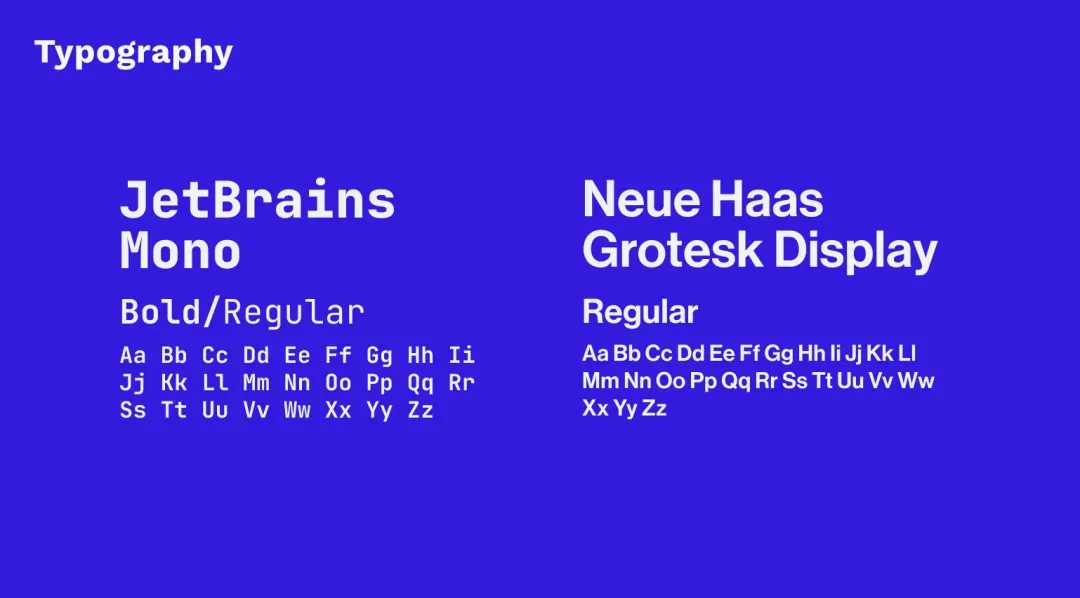 Typography
JetBrains
Mono
Bold/Regular
Aa Bb Cc Dd Ee Ff Gg Hh Ii
Jj Kk Ll Mm Nn Oo Pp Qq Rr
Ss Tt Uu Vv Ww Xx Yy Zz
Neue Haas
Grotesk Display
Regular
Aa Bb Cc Dd Ee Ff Gg Hh Ii Jj Kk Ll
Mm Nn Oo Pp Qq Rr Ss Tt Uu Vv Ww
Xx Yy Zz